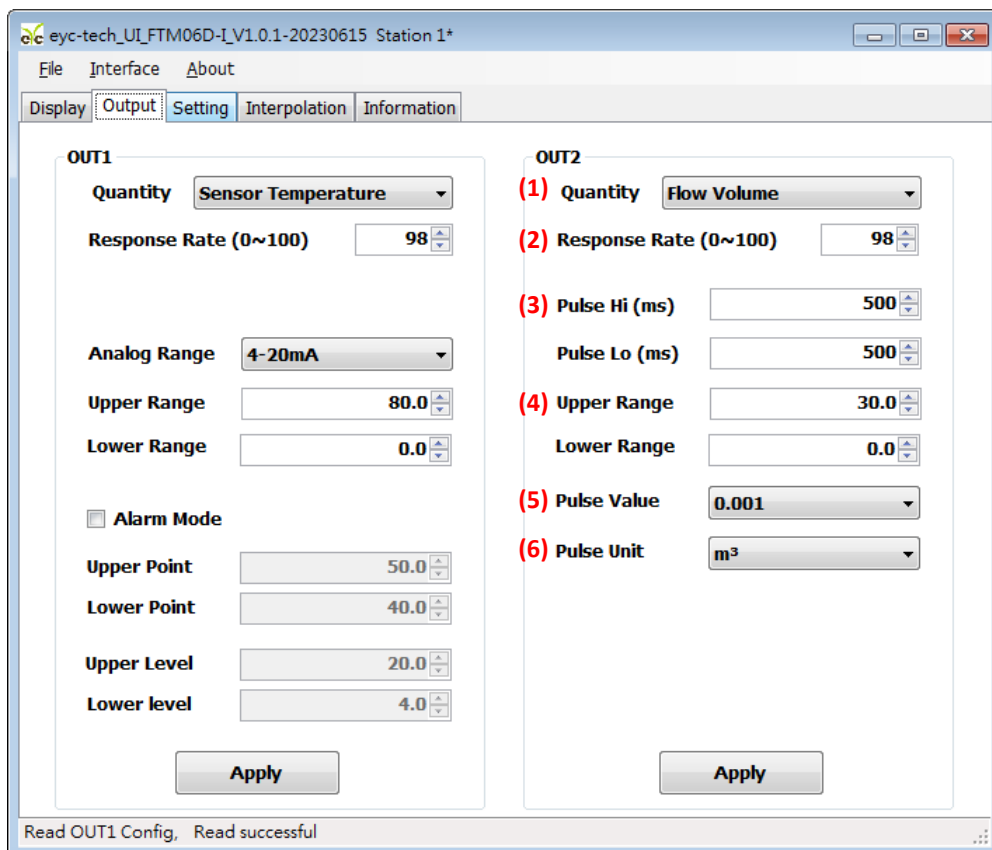 eyc eyc-tech_UI_FTM06D-I_V1.0.1-20230615 Station 1*
File Interface About
Display Output Setting Interpolation Information
OUT1
Quantity Sensor Temperature
Response Rate (0~100) 98
Analog Range 4-20mA
Upper Range 80.0
Lower Range 0.0
Alarm Mode
Upper Point 50.0
Lower Point 40.0
Upper Level 20.0
Lower level 4.0
Apply
OUT2
(1) Quantity Flow Volume
(2) Response Rate (0~100) 98
(3) Pulse Hi (ms) 500
Pulse Lo (ms) 500
(4) Upper Range 30.0
Lower Range 0.0
(5) Pulse Value 0.001
(6) Pulse Unit m³
Apply
Read OUT1 Config, Read successful